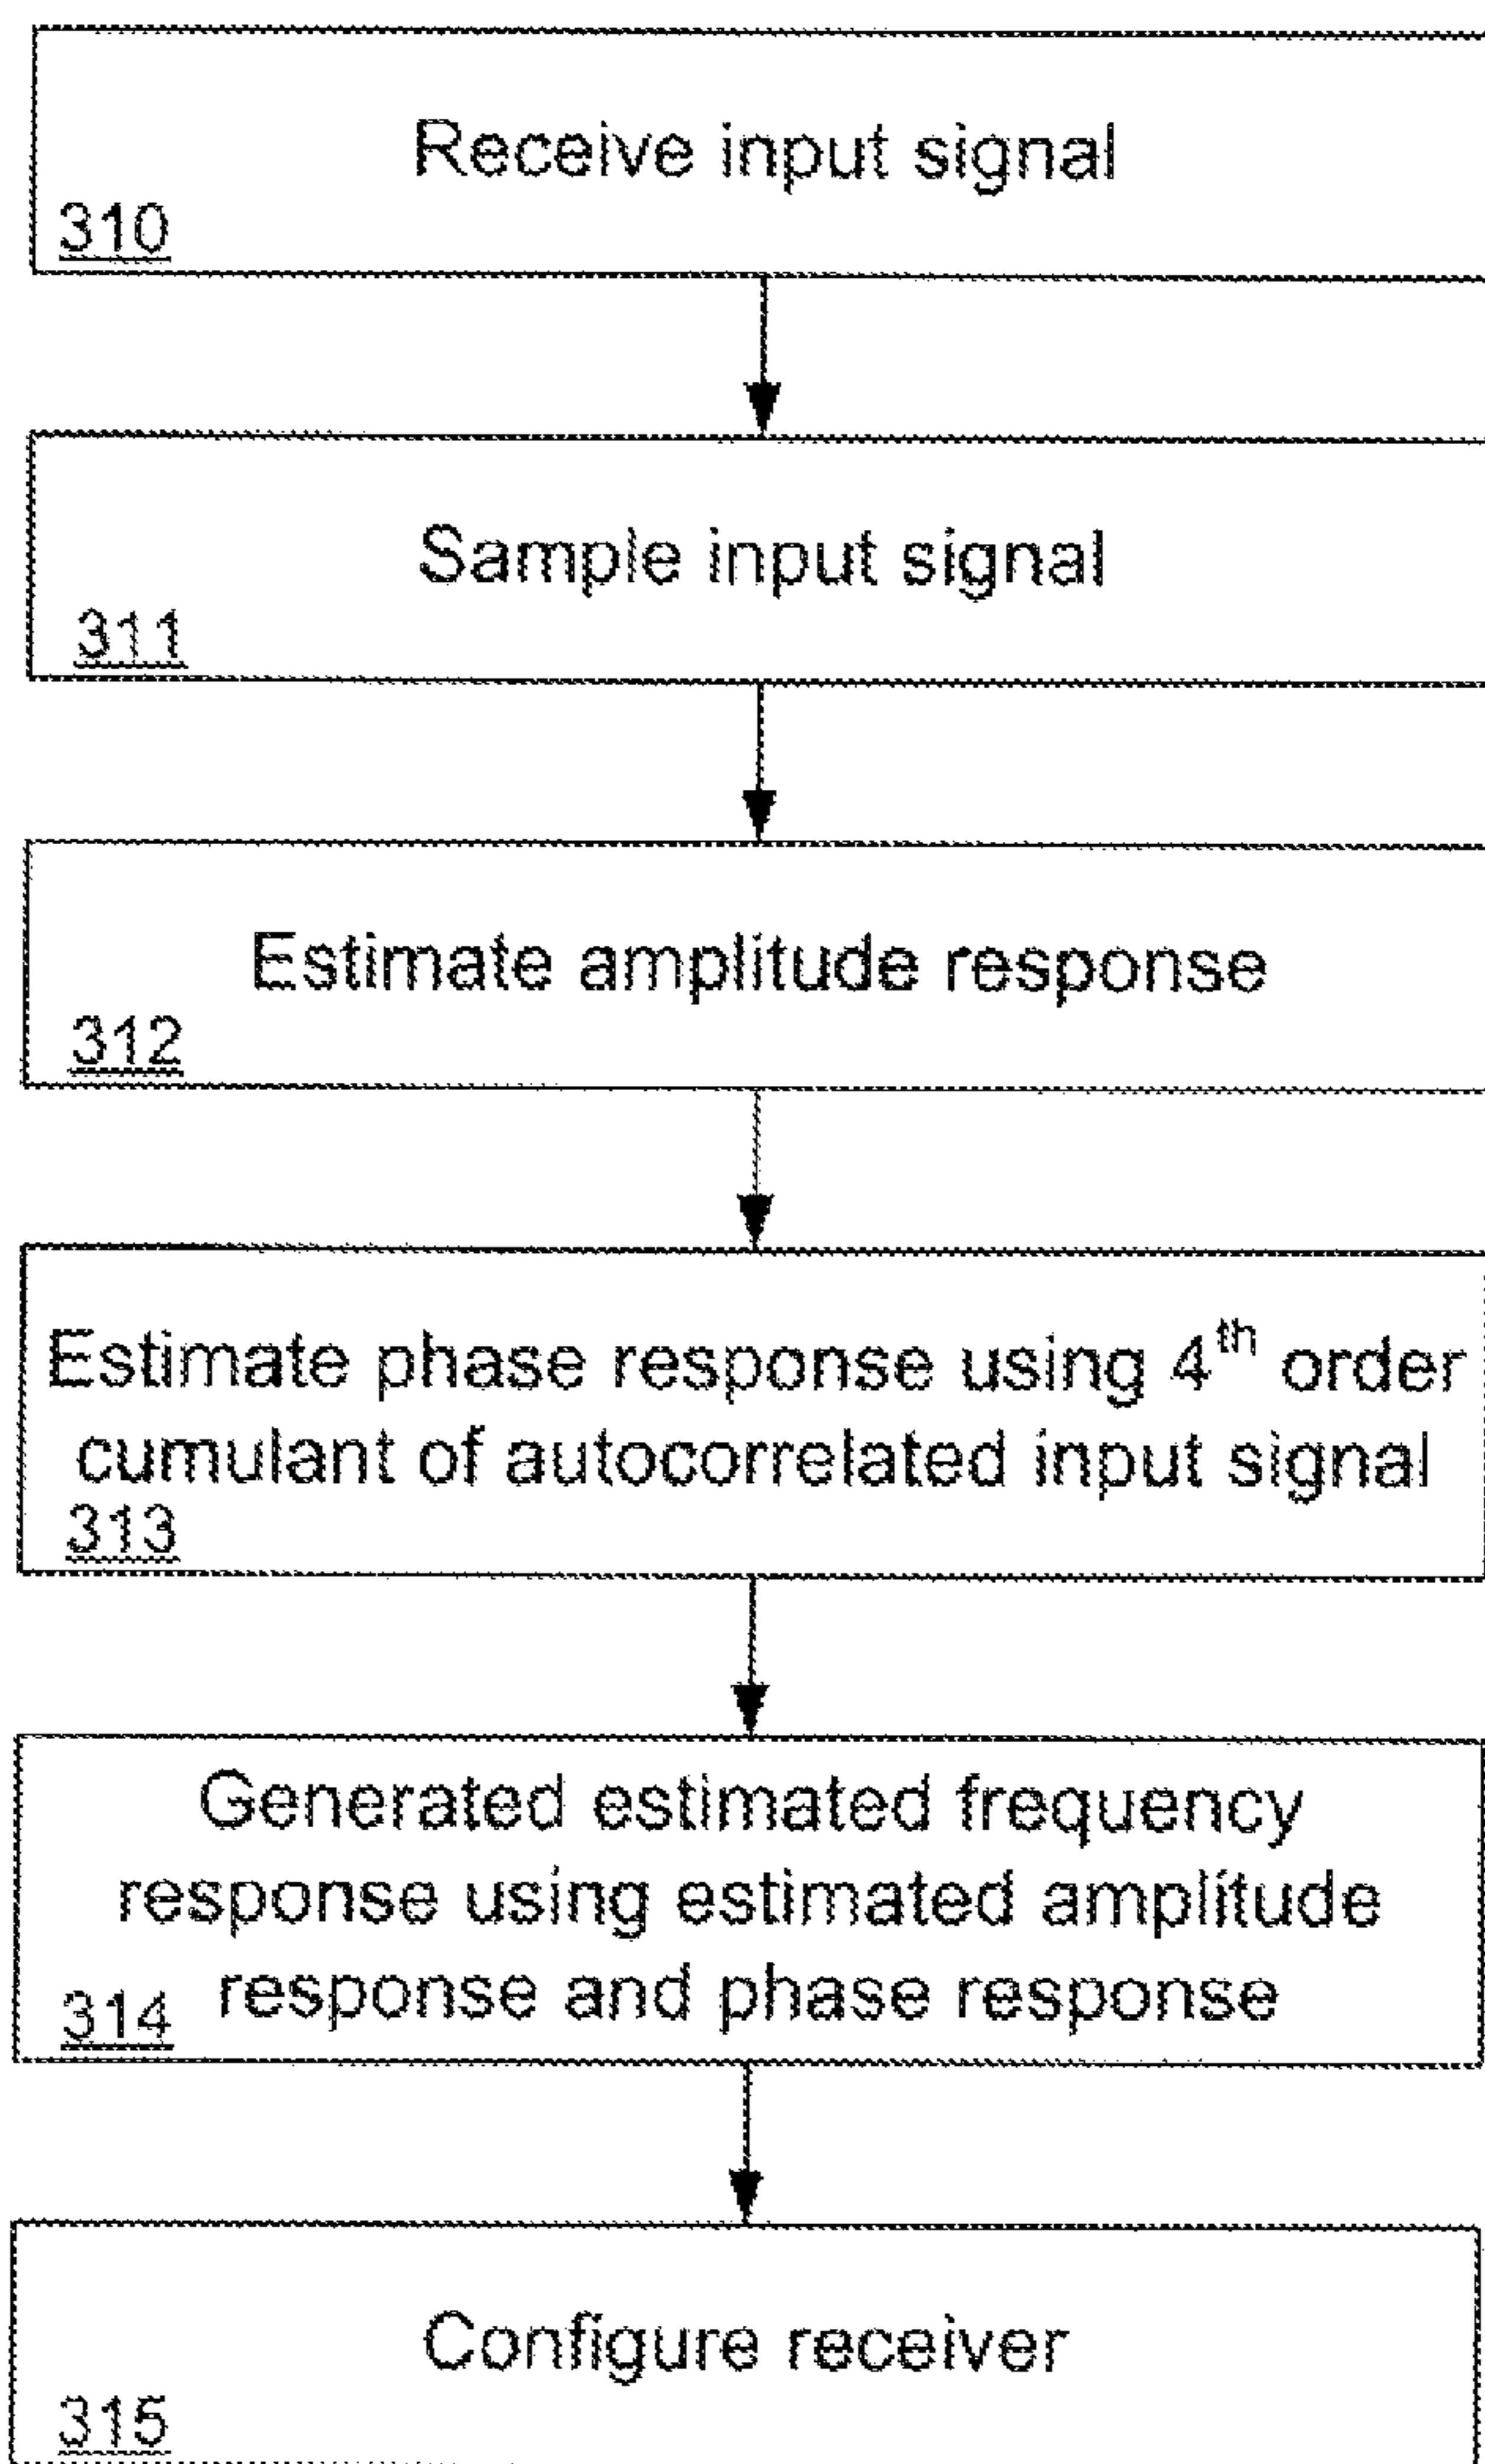 Receive input signal
310
Sample input signal
311
Estimate amplitude response
312
Estimate phase response using 4th order
cumulant of autocorrelated input signal
313
Generated estimated frequency
response using estimated amplitude
response and phase response
314
Configure receiver
315